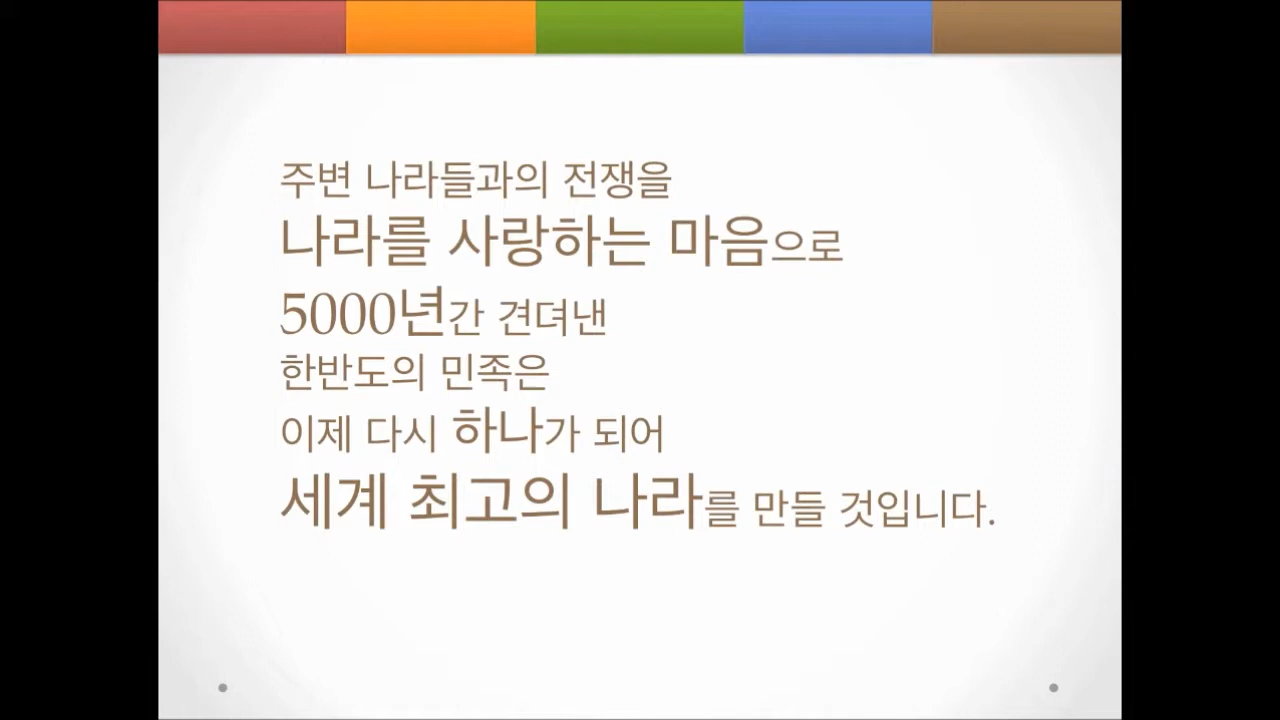 주변 나라들과의 전쟁을
나라를 사랑하는 마음으로
5000년간 견뎌낸
한반도의 민족은
이제 다시 하나가 되어
세계 최고의 나라를 만들 것입니다.